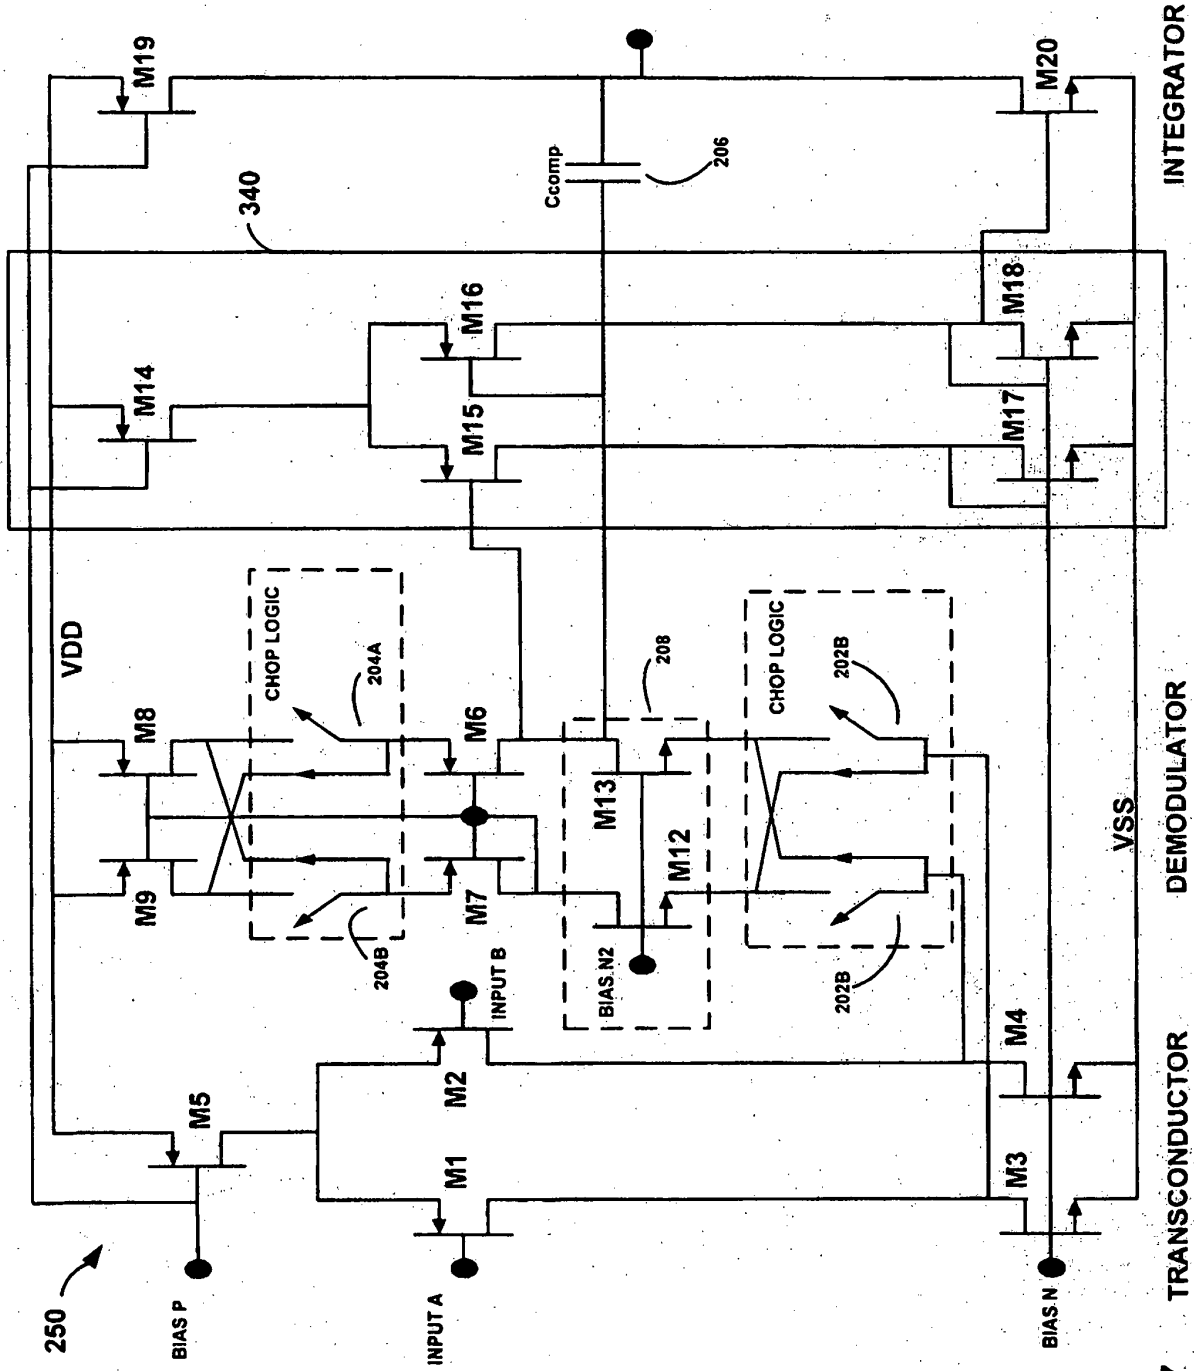 250
BIAS P
INPUT A
BIAS N
M5
M1
M2
INPUT B
M3
M4
TRANSCONDUCTOR
VDD
M9
M8
CHOP LOGIC
204A
204B
M7
M6
208
M13
M12
BIAS N2
CHOP LOGIC
202B
202B
VSS
DEMODULATOR
340
M14
M15
M16
M17
M18
M19
Ccomp
206
M20
INTEGRATOR